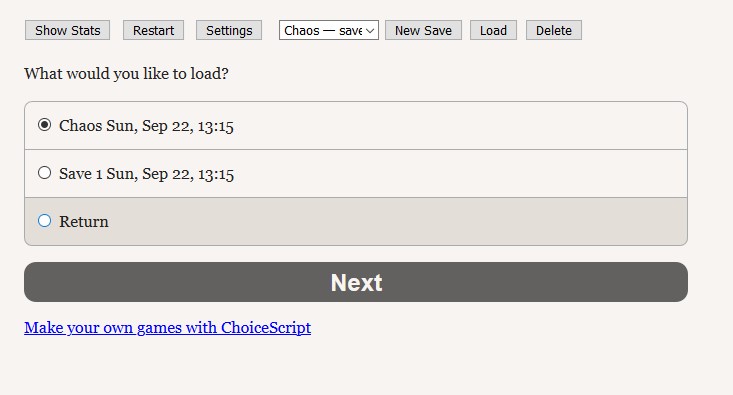 Show Stats Restart Settings Chaos — save New Save Load Delete
What would you like to load?
Chaos Sun, Sep 22, 13:15
Save 1 Sun, Sep 22, 13:15
Return
Next
Make your own games with ChoiceScript